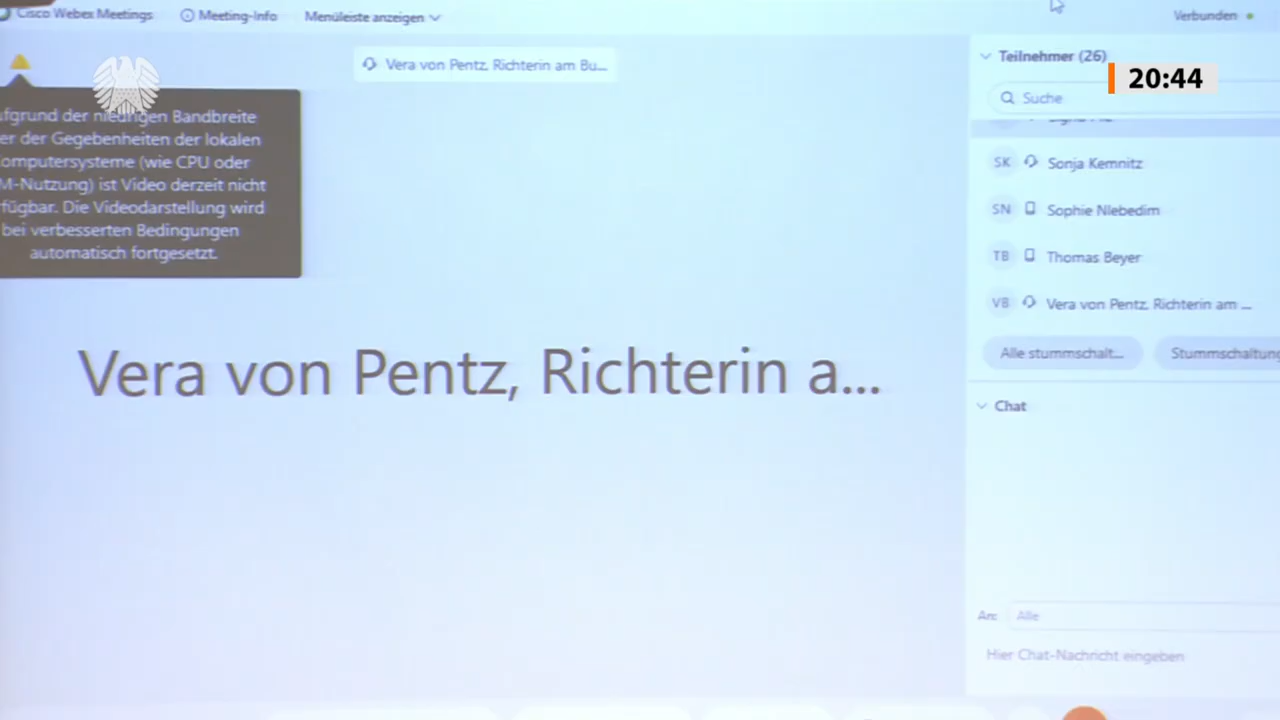 Cisco Webex Meetings
Meeting-Info
Menüleiste anzeigen
Verbunden
Vera von Pentz, Richterin am Bu...
Teilnehmer (26)
20:44
Suche
fgrund der niedrigen Bandbreite
er der Gegebenheiten der lokalen
omputersysteme (wie CPU oder
M-Nutzung) ist Video derzeit nicht
fügbar. Die Videodarstellung wird
bei verbesserten Bedingungen
automatisch fortgesetzt.
SK Sonja Kemnitz
SN Sophie Nlebedim
TB Thomas Beyer
VB Vera von Pentz, Richterin am ...
Alle stummschalt...
Stummschaltung
Vera von Pentz, Richterin a...
Chat
An: Alle
Hier Chat-Nachricht eingeben